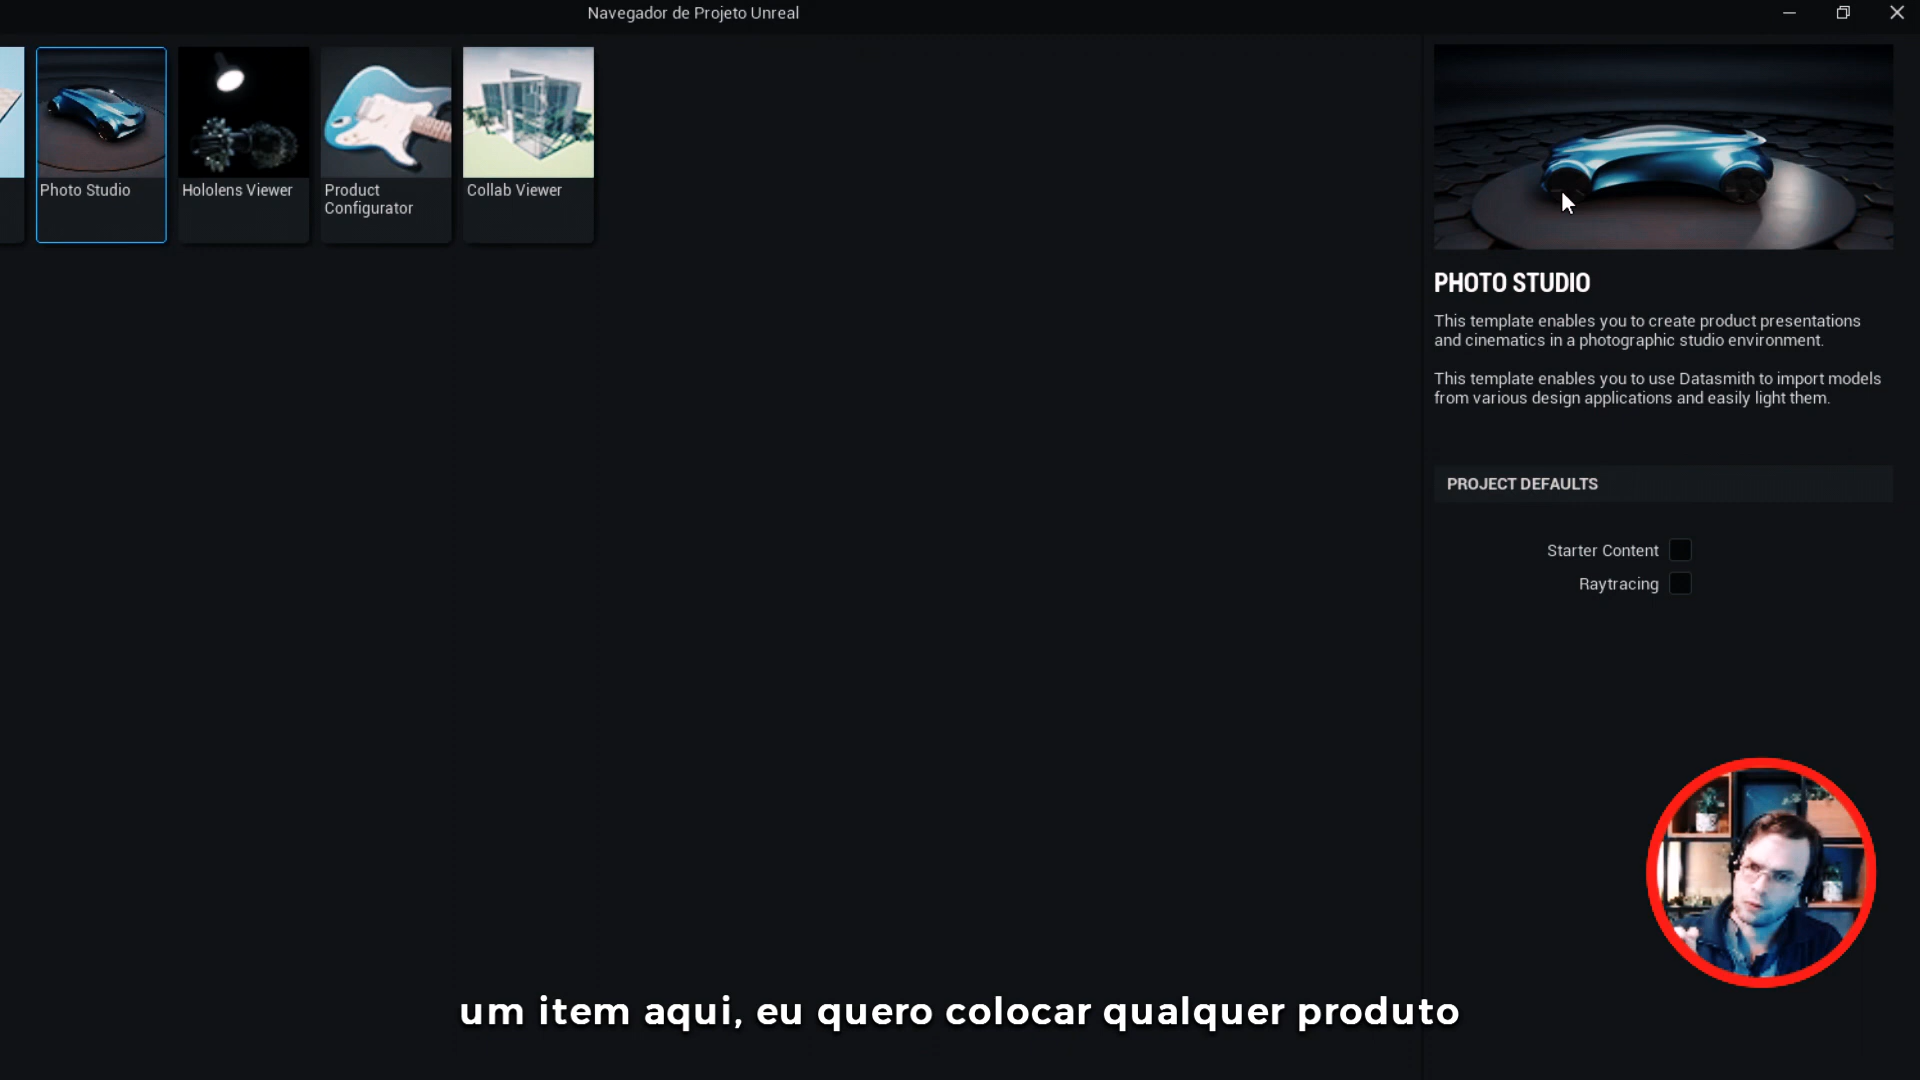 Navegador de Projeto Unreal
Photo Studio
Hololens Viewer
Product
Configurator
Collab Viewer
PHOTO STUDIO
This template enables you to create product presentations
and cinematics in a photographic studio environment.
This template enables you to use Datasmith to import models
from various design applications and easily light them.
PROJECT DEFAULTS
Starter Content
Raytracing
um item aqui, eu quero colocar qualquer produto